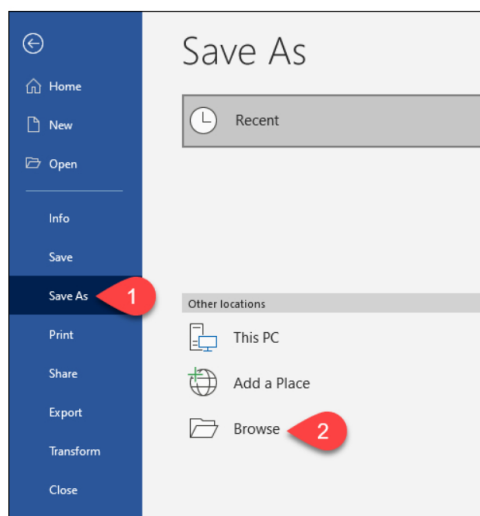 Save As
Home
New
Open
Info
Save
Save As
Print
Share
Export
Transform
Close
1
Recent
Other locations
This PC
Add a Place
Browse
2